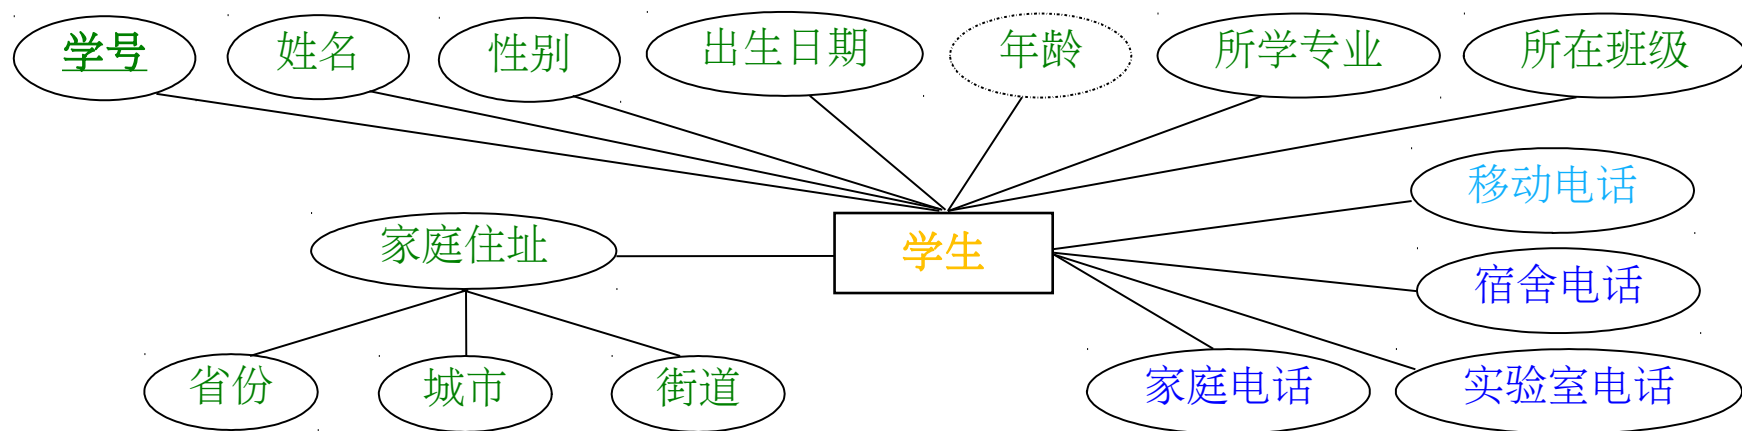 学号
姓名
性别
出生日期
年龄
所学专业
所在班级
移动电话
家庭住址
学生
宿舍电话
省份
城市
街道
家庭电话
实验室电话